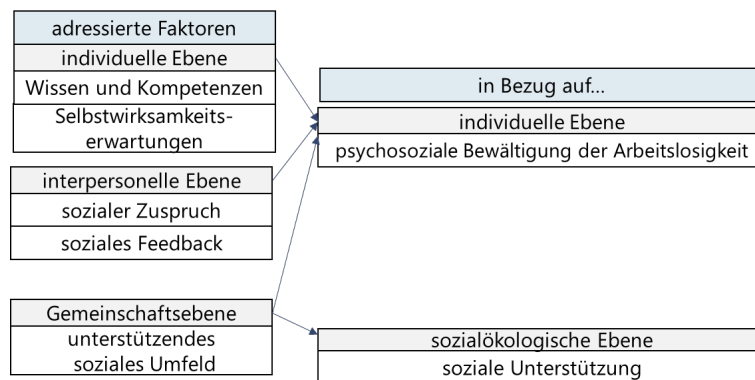 adressierte Faktoren
individuelle Ebene
Wissen und Kompetenzen
Selbstwirksamkeits-
erwartungen
interpersonelle Ebene
sozialer Zuspruch
soziales Feedback
Gemeinschaftsebene
unterstützendes
soziales Umfeld
in Bezug auf...
individuelle Ebene
psychosoziale Bewältigung der Arbeitslosigkeit
sozialökologische Ebene
soziale Unterstützung